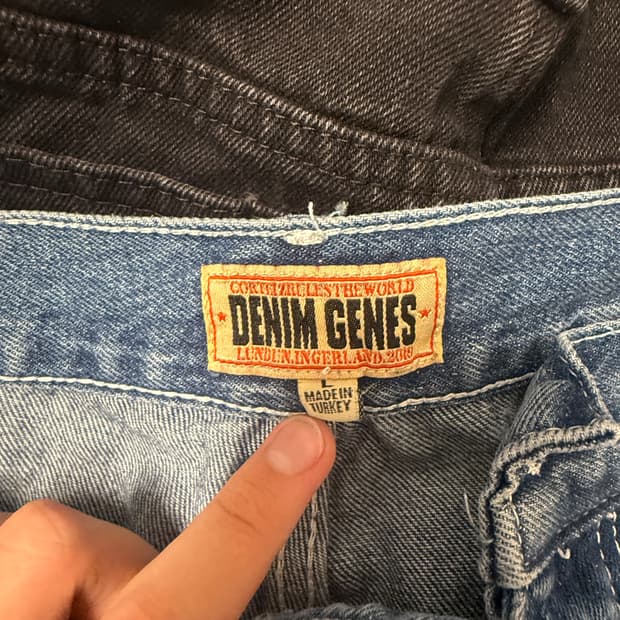 CORTEIZRULESTHEWORLD
DENIM GENES
LUNDUN.INGERLAND.2019
L
MADE IN
TURKEY